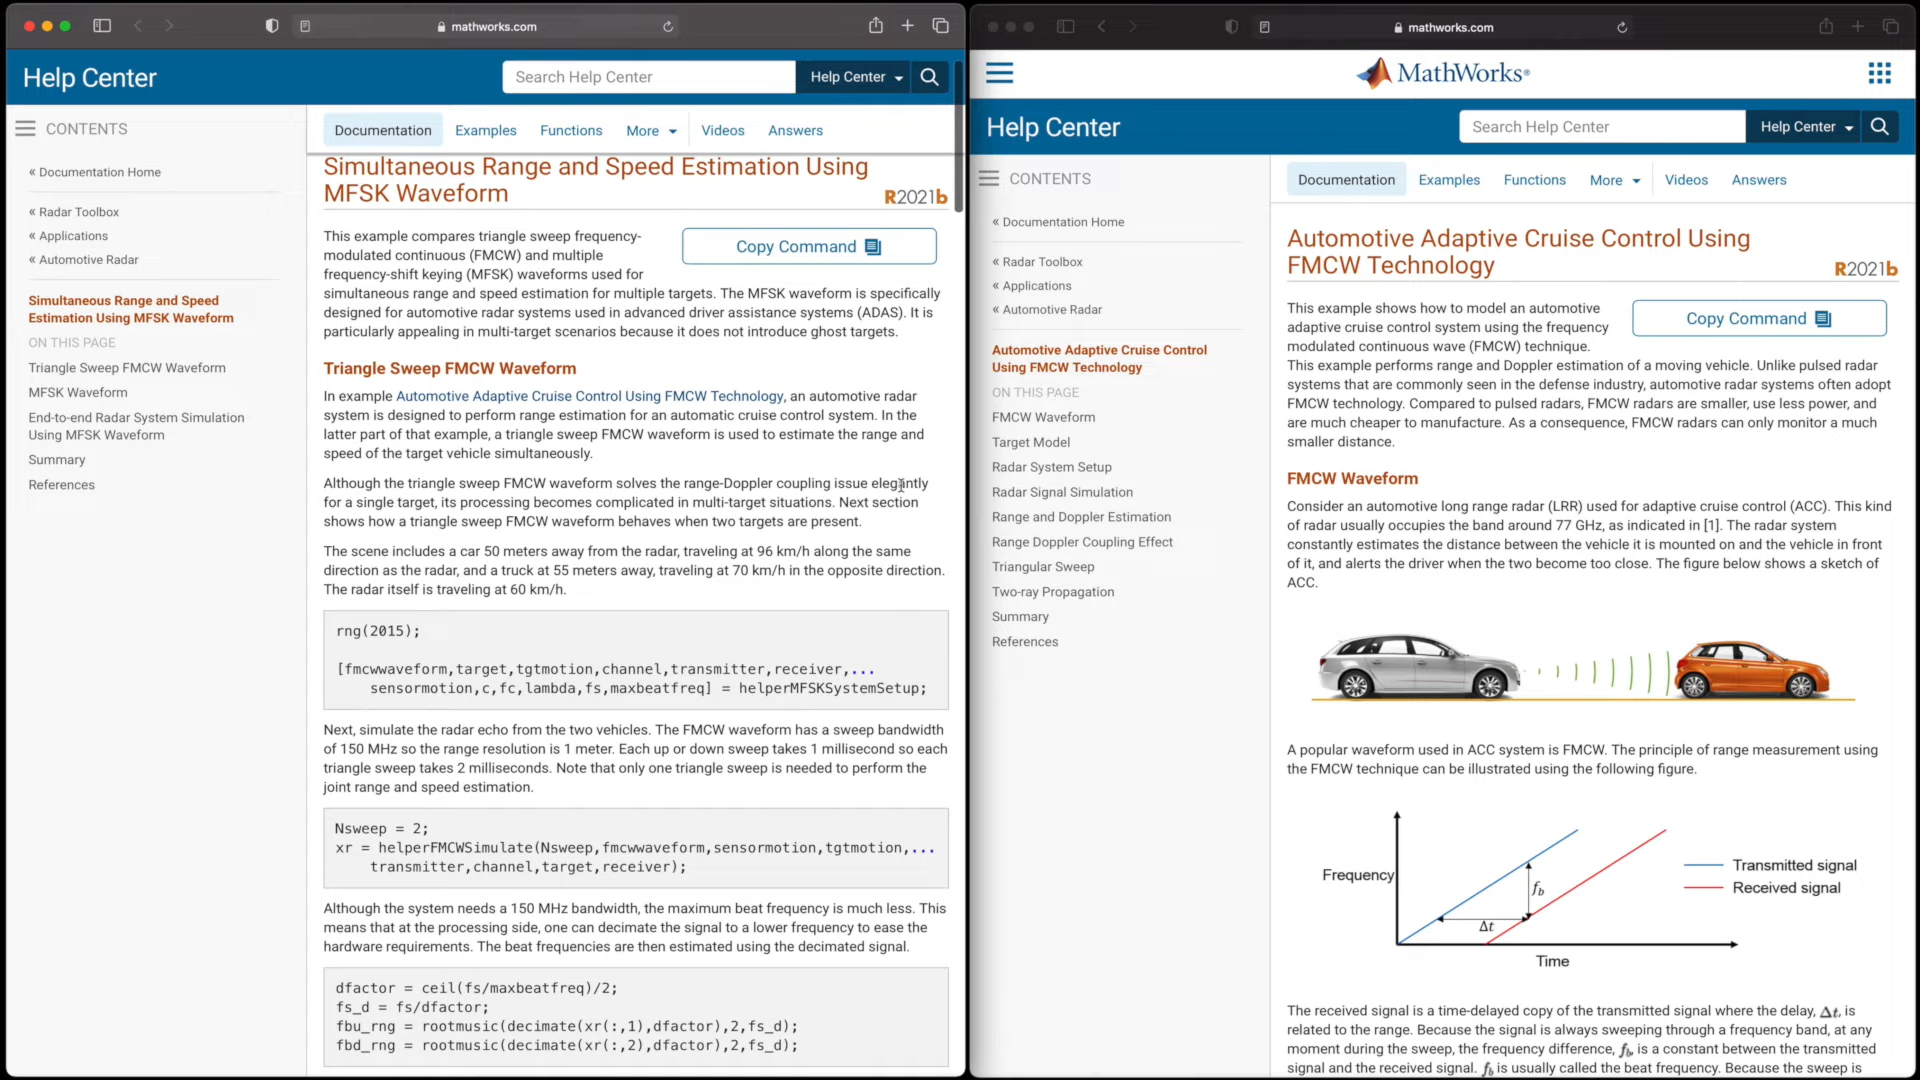 mathworks.com
Help Center
Search Help Center
Help Center
CONTENTS
« Documentation Home
« Radar Toolbox
« Applications
« Automotive Radar
Simultaneous Range and Speed
Estimation Using MFSK Waveform
ON THIS PAGE
Triangle Sweep FMCW Waveform
MFSK Waveform
End-to-end Radar System Simulation
Using MFSK Waveform
Summary
References
Documentation Examples Functions More Videos Answers
Simultaneous Range and Speed Estimation Using
MFSK Waveform
R2021b
This example compares triangle sweep frequency-
modulated continuous (FMCW) and multiple
frequency-shift keying (MFSK) waveforms used for
Copy Command
simultaneous range and speed estimation for multiple targets. The MFSK waveform is specifically
designed for automotive radar systems used in advanced driver assistance systems (ADAS). It is
particularly appealing in multi-target scenarios because it does not introduce ghost targets.
Triangle Sweep FMCW Waveform
In example Automotive Adaptive Cruise Control Using FMCW Technology, an automotive radar
system is designed to perform range estimation for an automatic cruise control system. In the
latter part of that example, a triangle sweep FMCW waveform is used to estimate the range and
speed of the target vehicle simultaneously.
Although the triangle sweep FMCW waveform solves the range-Doppler coupling issue elegantly
for a single target, its processing becomes complicated in multi-target situations. Next section
shows how a triangle sweep FMCW waveform behaves when two targets are present.
The scene includes a car 50 meters away from the radar, traveling at 96 km/h along the same
direction as the radar, and a truck at 55 meters away, traveling at 70 km/h in the opposite direction.
The radar itself is traveling at 60 km/h.
rng(2015);
[fmcwwaveform,target,tgtmotion,channel,transmitter,receiver,...
sensormotion,c,fc,lambda,fs,maxbeatfreq] = helperMFSKSystemSetup;
Next, simulate the radar echo from the two vehicles. The FMCW waveform has a sweep bandwidth
of 150 MHz so the range resolution is 1 meter. Each up or down sweep takes 1 millisecond so each
triangle sweep takes 2 milliseconds. Note that only one triangle sweep is needed to perform the
joint range and speed estimation.
Nsweep = 2;
xr = helperFMCWSimulate(Nsweep,fmcwwaveform,sensormotion,tgtmotion,...
transmitter,channel,target,receiver);
Although the system needs a 150 MHz bandwidth, the maximum beat frequency is much less. This
means that at the processing side, one can decimate the signal to a lower frequency to ease the
hardware requirements. The beat frequencies are then estimated using the decimated signal.
dfactor = ceil(fs/maxbeatfreq)/2;
fs_d = fs/dfactor;
fbu_rng = rootmusic(decimate(xr(:,1),dfactor),2,fs_d);
fbd_rng = rootmusic(decimate(xr(:,2),dfactor),2,fs_d);
mathworks.com
MathWorks®
Help Center
Search Help Center
Help Center
CONTENTS
« Documentation Home
« Radar Toolbox
« Applications
« Automotive Radar
Automotive Adaptive Cruise Control
Using FMCW Technology
ON THIS PAGE
FMCW Waveform
Target Model
Radar System Setup
Radar Signal Simulation
Range and Doppler Estimation
Range Doppler Coupling Effect
Triangular Sweep
Two-ray Propagation
Summary
References
Documentation Examples Functions More Videos Answers
Automotive Adaptive Cruise Control Using
FMCW Technology
R2021b
This example shows how to model an automotive
adaptive cruise control system using the frequency
modulated continuous wave (FMCW) technique.
Copy Command
This example performs range and Doppler estimation of a moving vehicle. Unlike pulsed radar
systems that are commonly seen in the defense industry, automotive radar systems often adopt
FMCW technology. Compared to pulsed radars, FMCW radars are smaller, use less power, and
are much cheaper to manufacture. As a consequence, FMCW radars can only monitor a much
smaller distance.
FMCW Waveform
Consider an automotive long range radar (LRR) used for adaptive cruise control (ACC). This kind
of radar usually occupies the band around 77 GHz, as indicated in [1]. The radar system
constantly estimates the distance between the vehicle it is mounted on and the vehicle in front
of it, and alerts the driver when the two become too close. The figure below shows a sketch of
ACC.
A popular waveform used in ACC system is FMCW. The principle of range measurement using
the FMCW technique can be illustrated using the following figure.
Frequency
fb
Δt
Time
Transmitted signal
Received signal
The received signal is a time-delayed copy of the transmitted signal where the delay, Δt, is
related to the range. Because the signal is always sweeping through a frequency band, at any
moment during the sweep, the frequency difference, fb, is a constant between the transmitted
signal and the received signal. fb is usually called the beat frequency. Because the sweep is